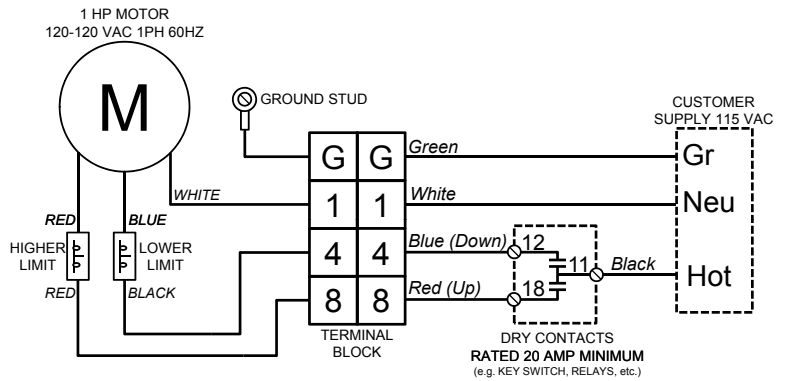 1 HP MOTOR
120-120 VAC 1PH 60HZ
M
GROUND STUD
CUSTOMER
SUPPLY 115 VAC
G G Green Gr
WHITE 1 1 White Neu
RED BLUE
HIGHER
LIMIT
LOWER
LIMIT
RED BLACK
4 4 Blue (Down) 12
11 Black Hot
8 8 Red (Up) 18
TERMINAL
BLOCK
DRY CONTACTS
RATED 20 AMP MINIMUM
(e.g. KEY SWITCH, RELAYS, etc.)